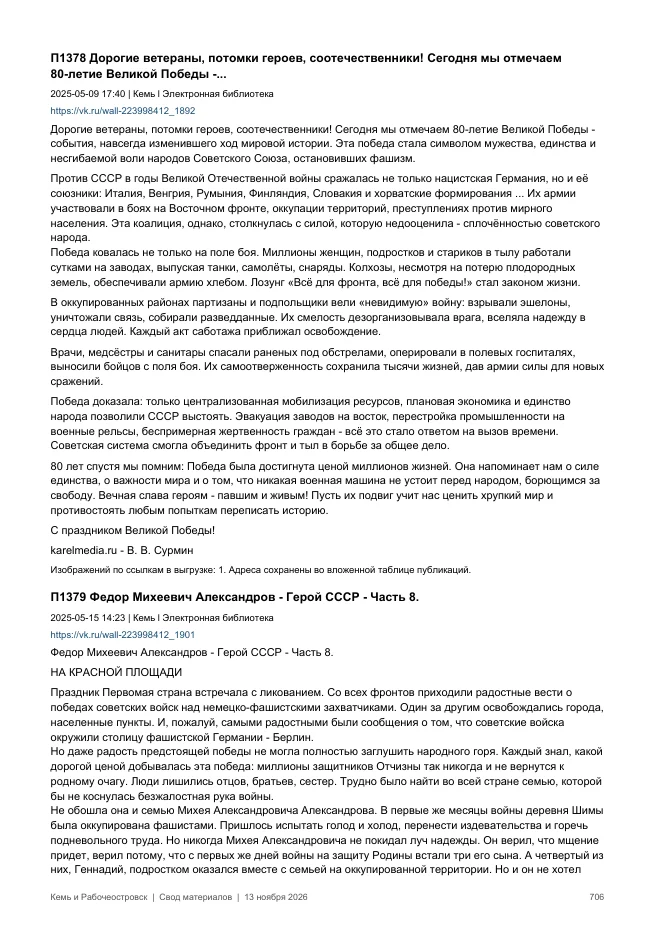 П1378 Дорогие ветераны, потомки героев, соотечественники! Сегодня мы отмечаем
80-летие Великой Победы -...
2025-05-09 17:40 | Кемь I Электронная библиотека
https://vk.ru/wall-223998412_1892
Дорогие ветераны, потомки героев, соотечественники! Сегодня мы отмечаем 80-летие Великой Победы -
события, навсегда изменившего ход мировой истории. Эта победа стала символом мужества, единства и
несгибаемой воли народов Советского Союза, остановивших фашизм.
Против СССР в годы Великой Отечественной войны сражалась не только нацистская Германия, но и её
союзники: Италия, Венгрия, Румыния, Финляндия, Словакия и хорватские формирования ... Их армии
участвовали в боях на Восточном фронте, оккупации территорий, преступлениях против мирного
населения. Эта коалиция, однако, столкнулась с силой, которую недооценила - сплочённостью советского
народа.
Победа ковалась не только на поле боя. Миллионы женщин, подростков и стариков в тылу работали
сутками на заводах, выпуская танки, самолёты, снаряды. Колхозы, несмотря на потерю плодородных
земель, обеспечивали армию хлебом. Лозунг «Всё для фронта, всё для победы!» стал законом жизни.
В оккупированных районах партизаны и подпольщики вели «невидимую» войну: взрывали эшелоны,
уничтожали связь, собирали разведданные. Их смелость дезорганизовывала врага, вселяла надежду в
сердца людей. Каждый акт саботажа приближал освобождение.
Врачи, медсёстры и санитары спасали раненых под обстрелами, оперировали в полевых госпиталях,
выносили бойцов с поля боя. Их самоотверженность сохранила тысячи жизней, дав армии силы для новых
сражений.
Победа доказала: только централизованная мобилизация ресурсов, плановая экономика и единство
народа позволили СССР выстоять. Эвакуация заводов на восток, перестройка промышленности на
военные рельсы, беспримерная жертвенность граждан - всё это стало ответом на вызов времени.
Советская система смогла объединить фронт и тыл в борьбе за общее дело.
80 лет спустя мы помним: Победа была достигнута ценой миллионов жизней. Она напоминает нам о силе
единства, о важности мира и о том, что никакая военная машина не устоит перед народом, борющимся за
свободу. Вечная слава героям - павшим и живым! Пусть их подвиг учит нас ценить хрупкий мир и
противостоять любым попыткам переписать историю.
С праздником Великой Победы!
karelmedia.ru - В. В. Сурмин
Изображений по ссылкам в выгрузке: 1. Адреса сохранены во вложенной таблице публикаций.
П1379 Федор Михеевич Александров - Герой СССР - Часть 8.
2025-05-15 14:23 | Кемь I Электронная библиотека
https://vk.ru/wall-223998412_1901
Федор Михеевич Александров - Герой СССР - Часть 8.
НА КРАСНОЙ ПЛОЩАДИ
Праздник Первомая страна встречала с ликованием. Со всех фронтов приходили радостные вести о
победах советских войск над немецко-фашистскими захватчиками. Один за другим освобождались города,
населенные пункты. И, пожалуй, самыми радостными были сообщения о том, что советские войска
окружили столицу фашистской Германии - Берлин.
Но даже радость предстоящей победы не могла полностью заглушить народного горя. Каждый знал, какой
дорогой ценой добывалась эта победа: миллионы защитников Отчизны так никогда и не вернутся к
родному очагу. Люди лишились отцов, братьев, сестер. Трудно было найти во всей стране семью, которой
бы не коснулась безжалостная рука войны.
Не обошла она и семью Михея Александровича Александрова. В первые же месяцы войны деревня Шимы
была оккупирована фашистами. Пришлось испытать голод и холод, перенести издевательства и горечь
подневольного труда. Но никогда Михея Александровича не покидал луч надежды. Он верил, что мщение
придет, верил потому, что с первых же дней войны на защиту Родины встали три его сына. А четвертый из
них, Геннадий, подростком оказался вместе с семьей на оккупированной территории. Но и он не хотел
Кемь и Рабочеостровск | Свод материалов | 13 ноября 2026
706